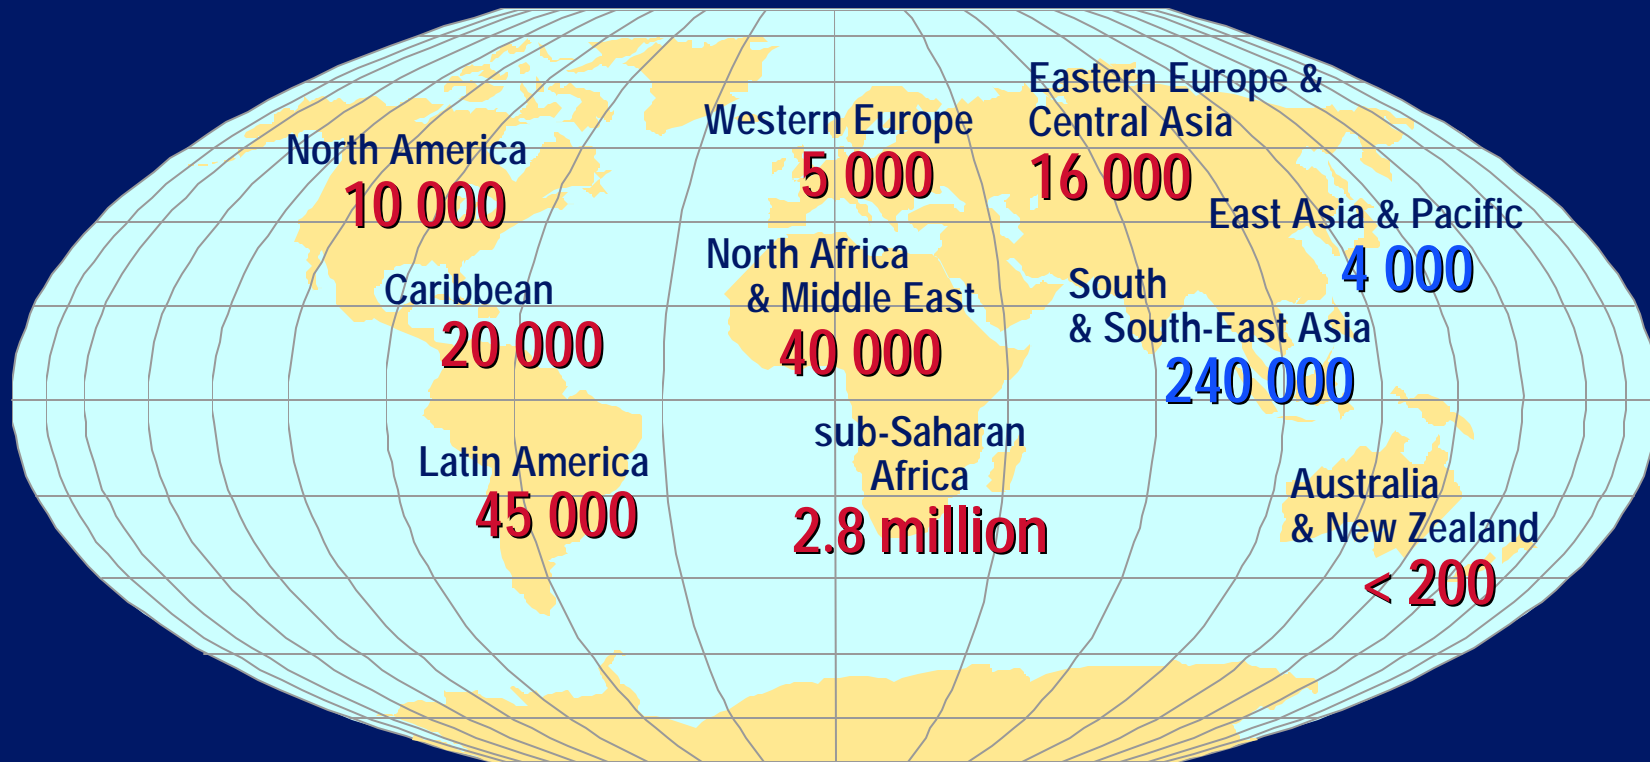 Eastern Europe &
Central Asia
16 000
Western Europe
5 000
North America
10 000
East Asia & Pacific
4 000
North Africa
& Middle East
40 000
South
& South-East Asia
240 000
Caribbean
20 000
sub-Saharan
Africa
2.8 million
Latin America
45 000
Australia
& New Zealand
< 200